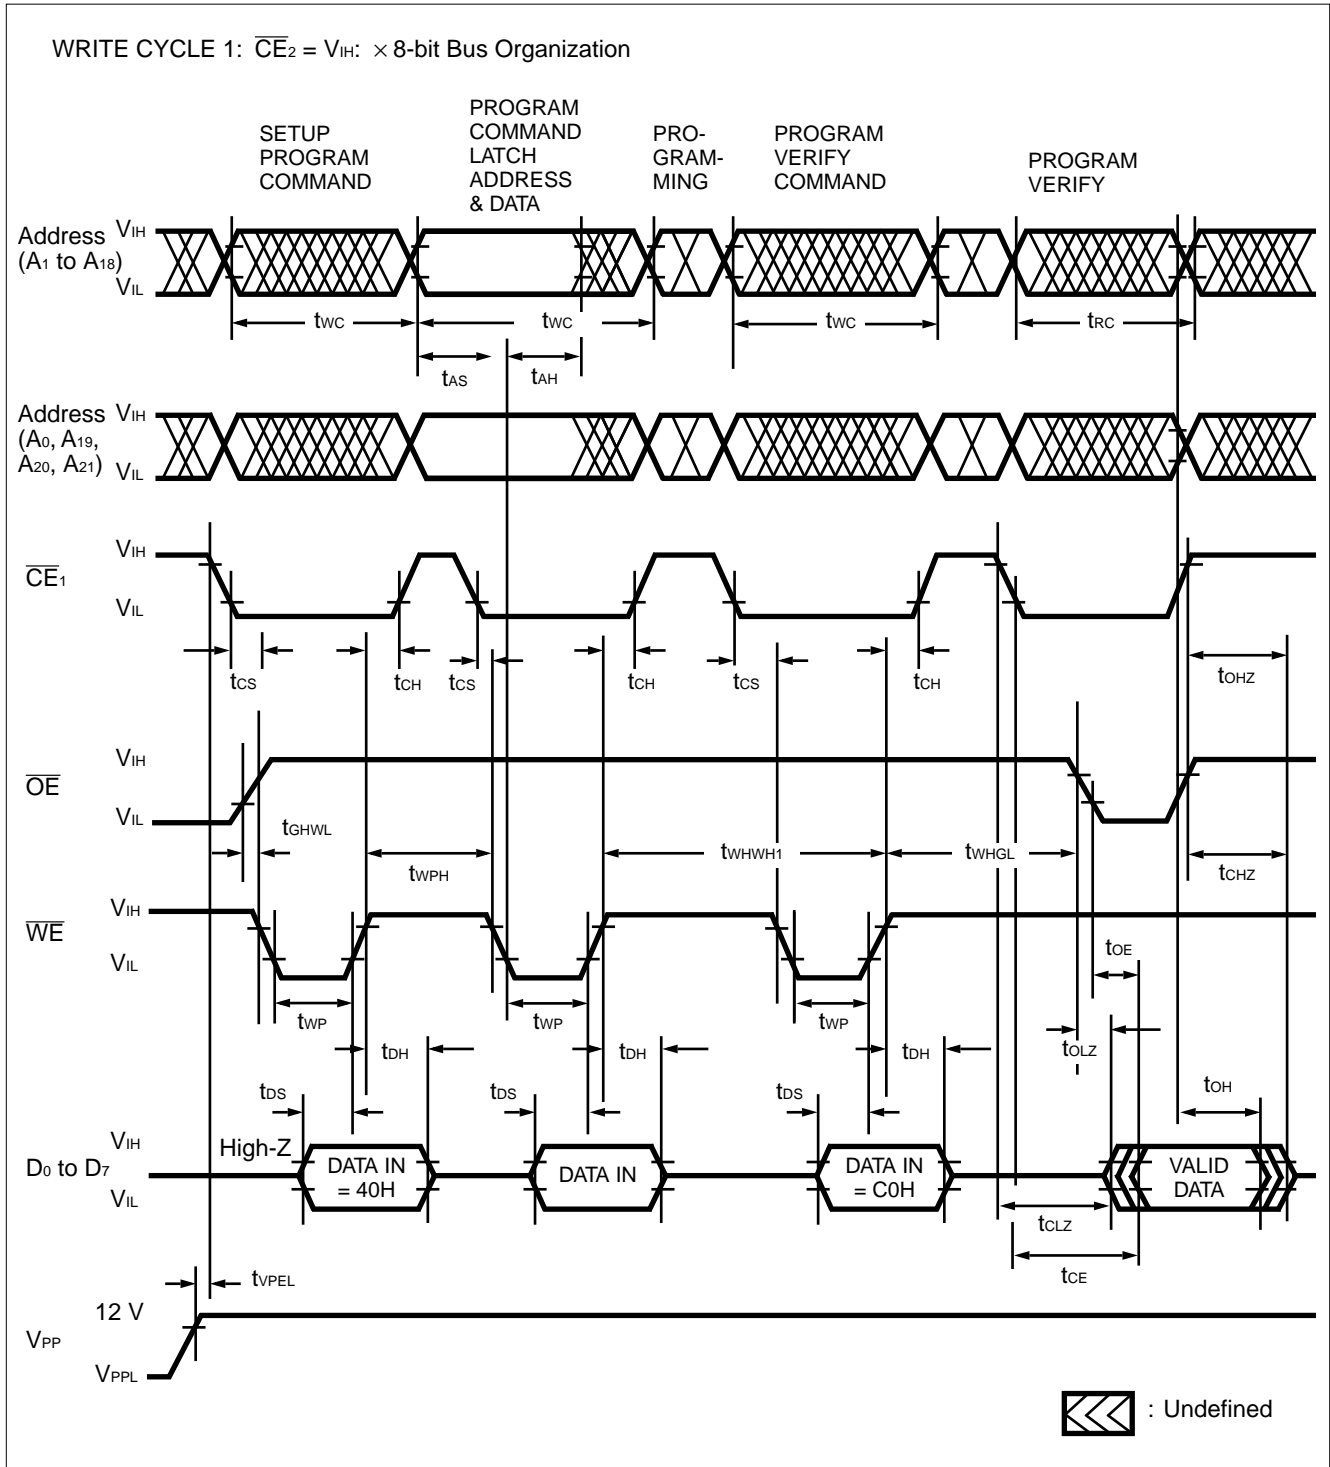 WRITE CYCLE 1: CE2 = VIH: × 8-bit Bus Organization
SETUP
PROGRAM
COMMAND
PROGRAM
COMMAND
LATCH
ADDRESS
& DATA
PRO-
GRAM-
MING
PROGRAM
VERIFY
COMMAND
PROGRAM
VERIFY
Address
(A1 to A18)
VIH
VIL
tWC
tWC
tWC
tRC
tAS
tAH
Address
(A0, A19,
A20, A21)
VIH
VIL
CE1
VIH
VIL
tCS
tCH
tCS
tCH
tCS
tCH
tOHZ
OE
VIH
VIL
tGHWL
tWPH
tWHWH1
tWHGL
tCHZ
WE
VIH
VIL
tOE
tWP
tWP
tWP
tOLZ
tDH
tDH
tDH
tDS
tDS
tDS
tOH
D0 to D7
VIH
VIL
High-Z
DATA IN
= 40H
DATA IN
DATA IN
= C0H
VALID
DATA
tCLZ
tCE
tVPEL
VPP
12 V
VPPL
: Undefined